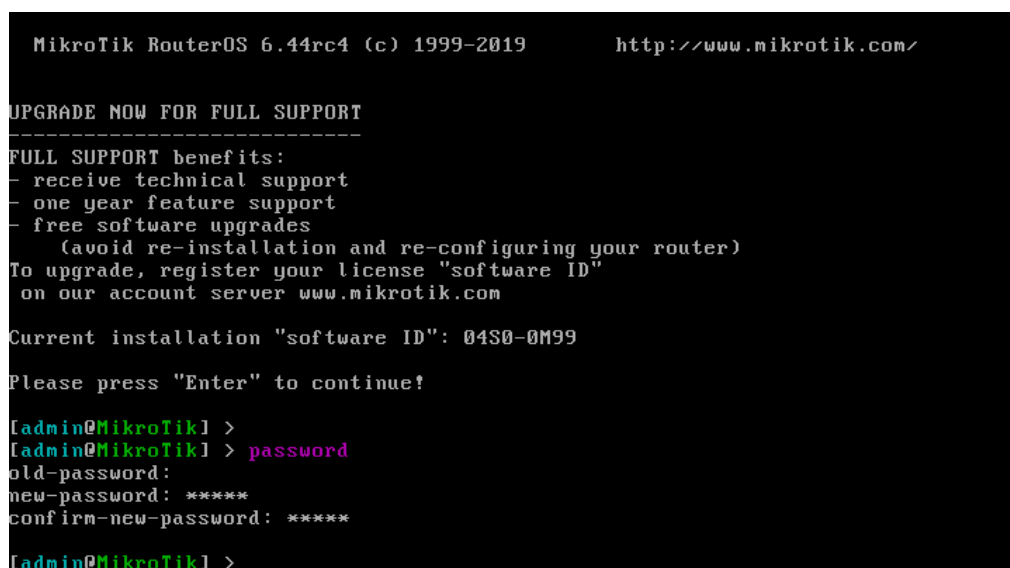 MikroTik RouterOS 6.44rc4 (c) 1999-2019       http://www.mikrotik.com/
UPGRADE NOW FOR FULL SUPPORT
----------------------------
FULL SUPPORT benefits:
- receive technical support
- one year feature support
- free software upgrades
(avoid re-installation and re-configuring your router)
To upgrade, register your license "software ID"
on our account server www.mikrotik.com
Current installation "software ID": 04S0-0M99
Please press "Enter" to continue!
[admin@MikroTik] >
[admin@MikroTik] > password
old-password:
new-password: *****
confirm-new-password: *****
[admin@MikroTik] >